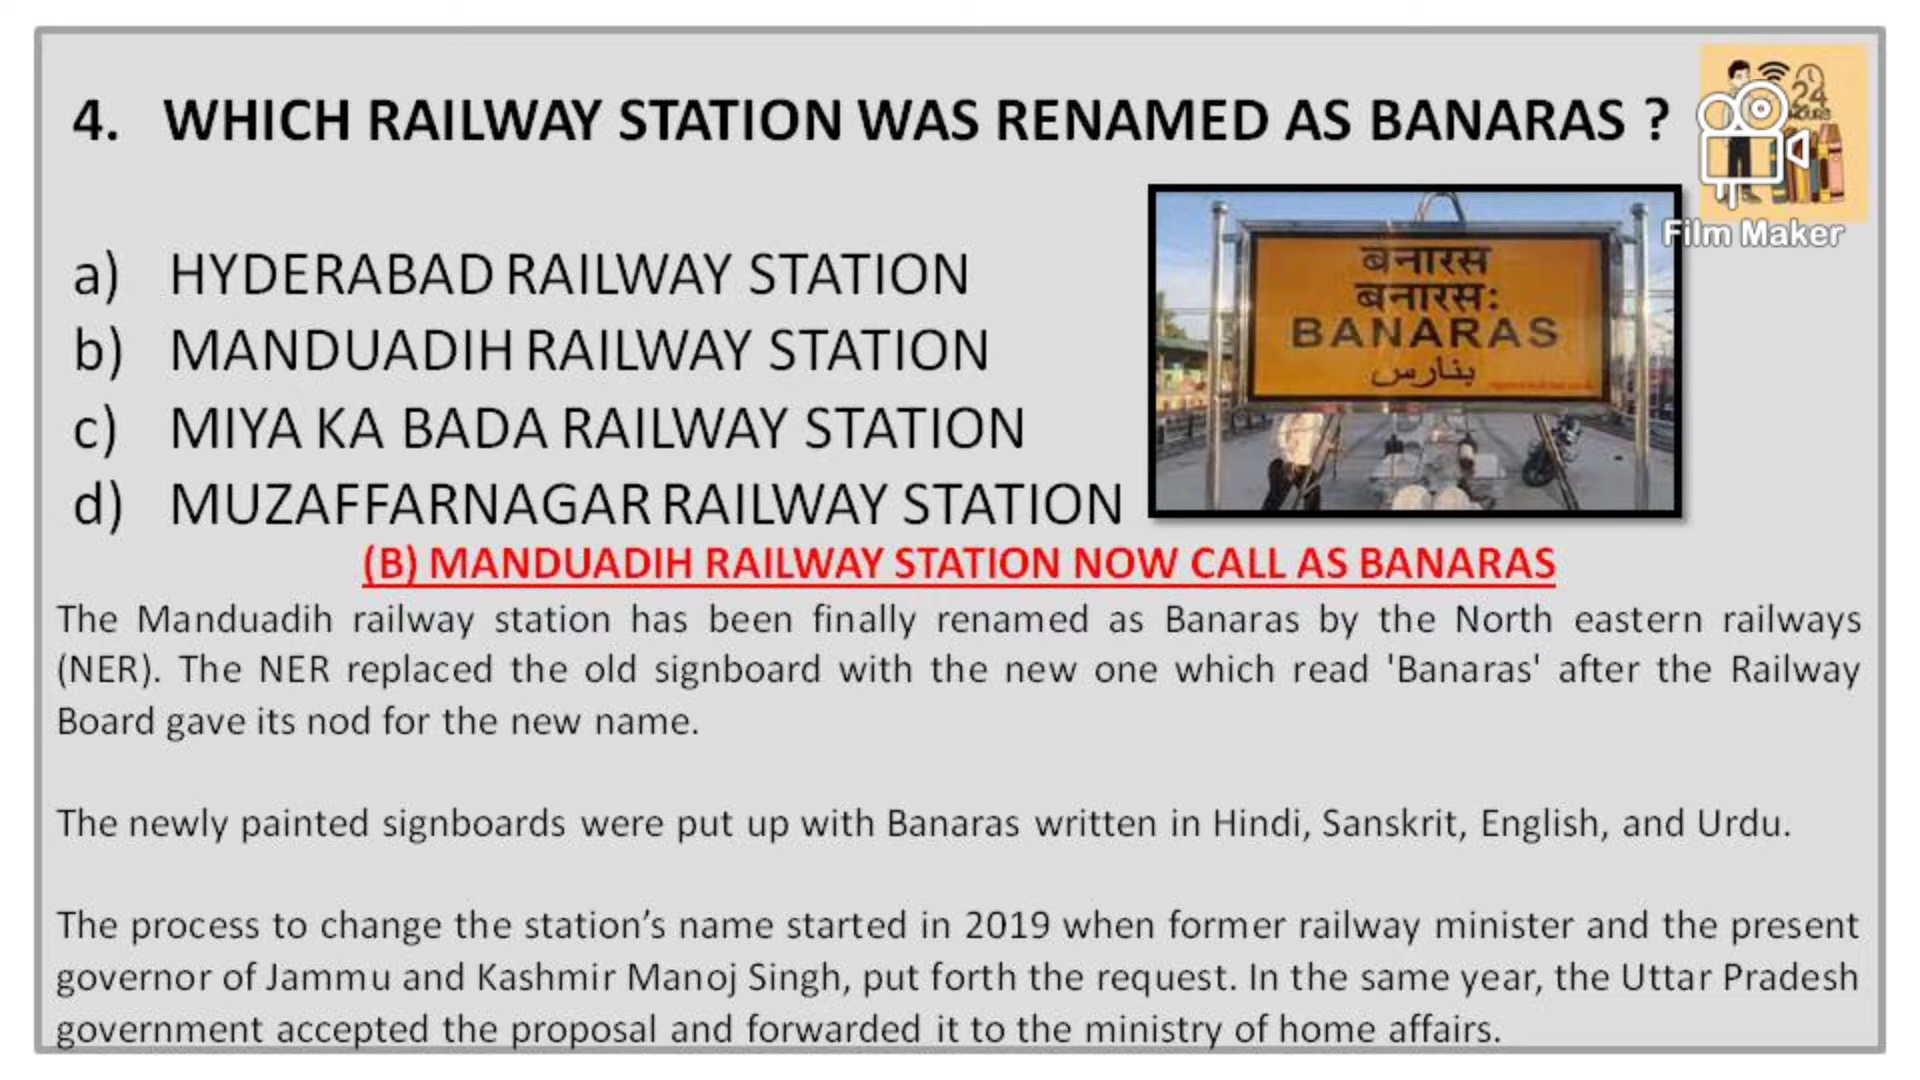 4. WHICH RAILWAY STATION WAS RENAMED AS BANARAS ?
24
HOURS
Film Maker
a) HYDERABAD RAILWAY STATION
b) MANDUADIH RAILWAY STATION
c) MIYA KA BADA RAILWAY STATION
d) MUZAFFARNAGAR RAILWAY STATION
बनारस
बनारसः
BANARAS
بنارس
(B) MANDUADIH RAILWAY STATION NOW CALL AS BANARAS
The Manduadih railway station has been finally renamed as Banaras by the North eastern railways
(NER). The NER replaced the old signboard with the new one which read 'Banaras' after the Railway
Board gave its nod for the new name.
The newly painted signboards were put up with Banaras written in Hindi, Sanskrit, English, and Urdu.
The process to change the station’s name started in 2019 when former railway minister and the present
governor of Jammu and Kashmir Manoj Singh, put forth the request. In the same year, the Uttar Pradesh
government accepted the proposal and forwarded it to the ministry of home affairs.